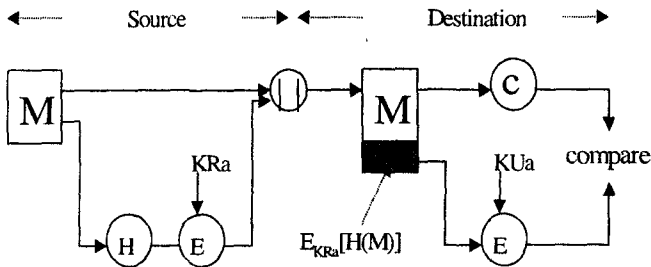 Source Destination
M || M C
KRa KUa compare
H E E_KRa[H(M)] E